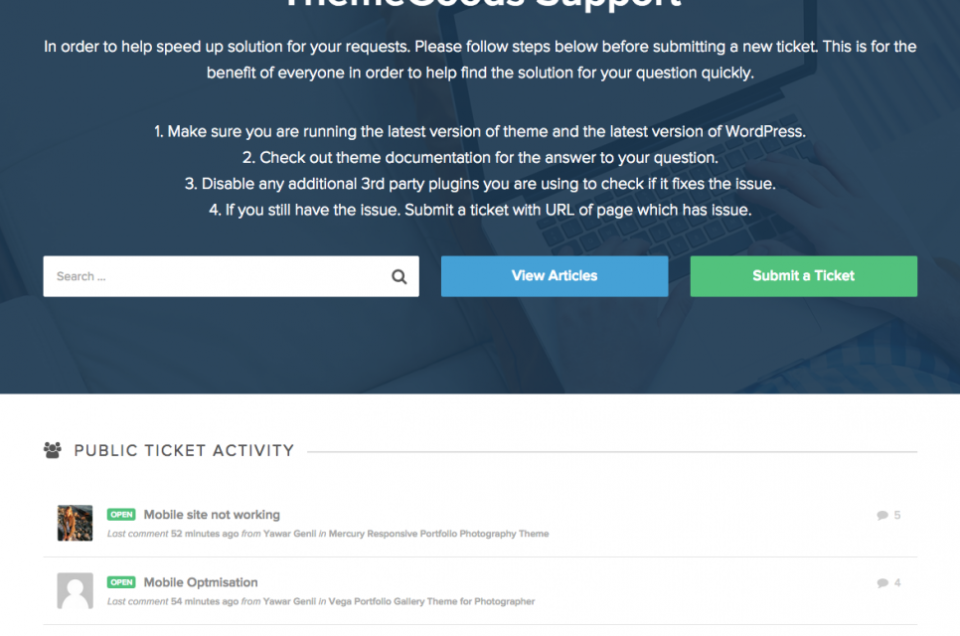 ThemeGoods Support
In order to help speed up solution for your requests. Please follow steps below before submitting a new ticket. This is for the
benefit of everyone in order to help find the solution for your question quickly.
1. Make sure you are running the latest version of theme and the latest version of WordPress.
2. Check out theme documentation for the answer to your question.
3. Disable any additional 3rd party plugins you are using to check if it fixes the issue.
4. If you still have the issue. Submit a ticket with URL of page which has issue.
Search ...
View Articles
Submit a Ticket
PUBLIC TICKET ACTIVITY
OPEN Mobile site not working 5
Last comment 52 minutes ago from Yawar Genii in Mercury Responsive Portfolio Photography Theme
OPEN Mobile Optmisation 4
Last comment 54 minutes ago from Yawar Genii in Vega Portfolio Gallery Theme for Photographer